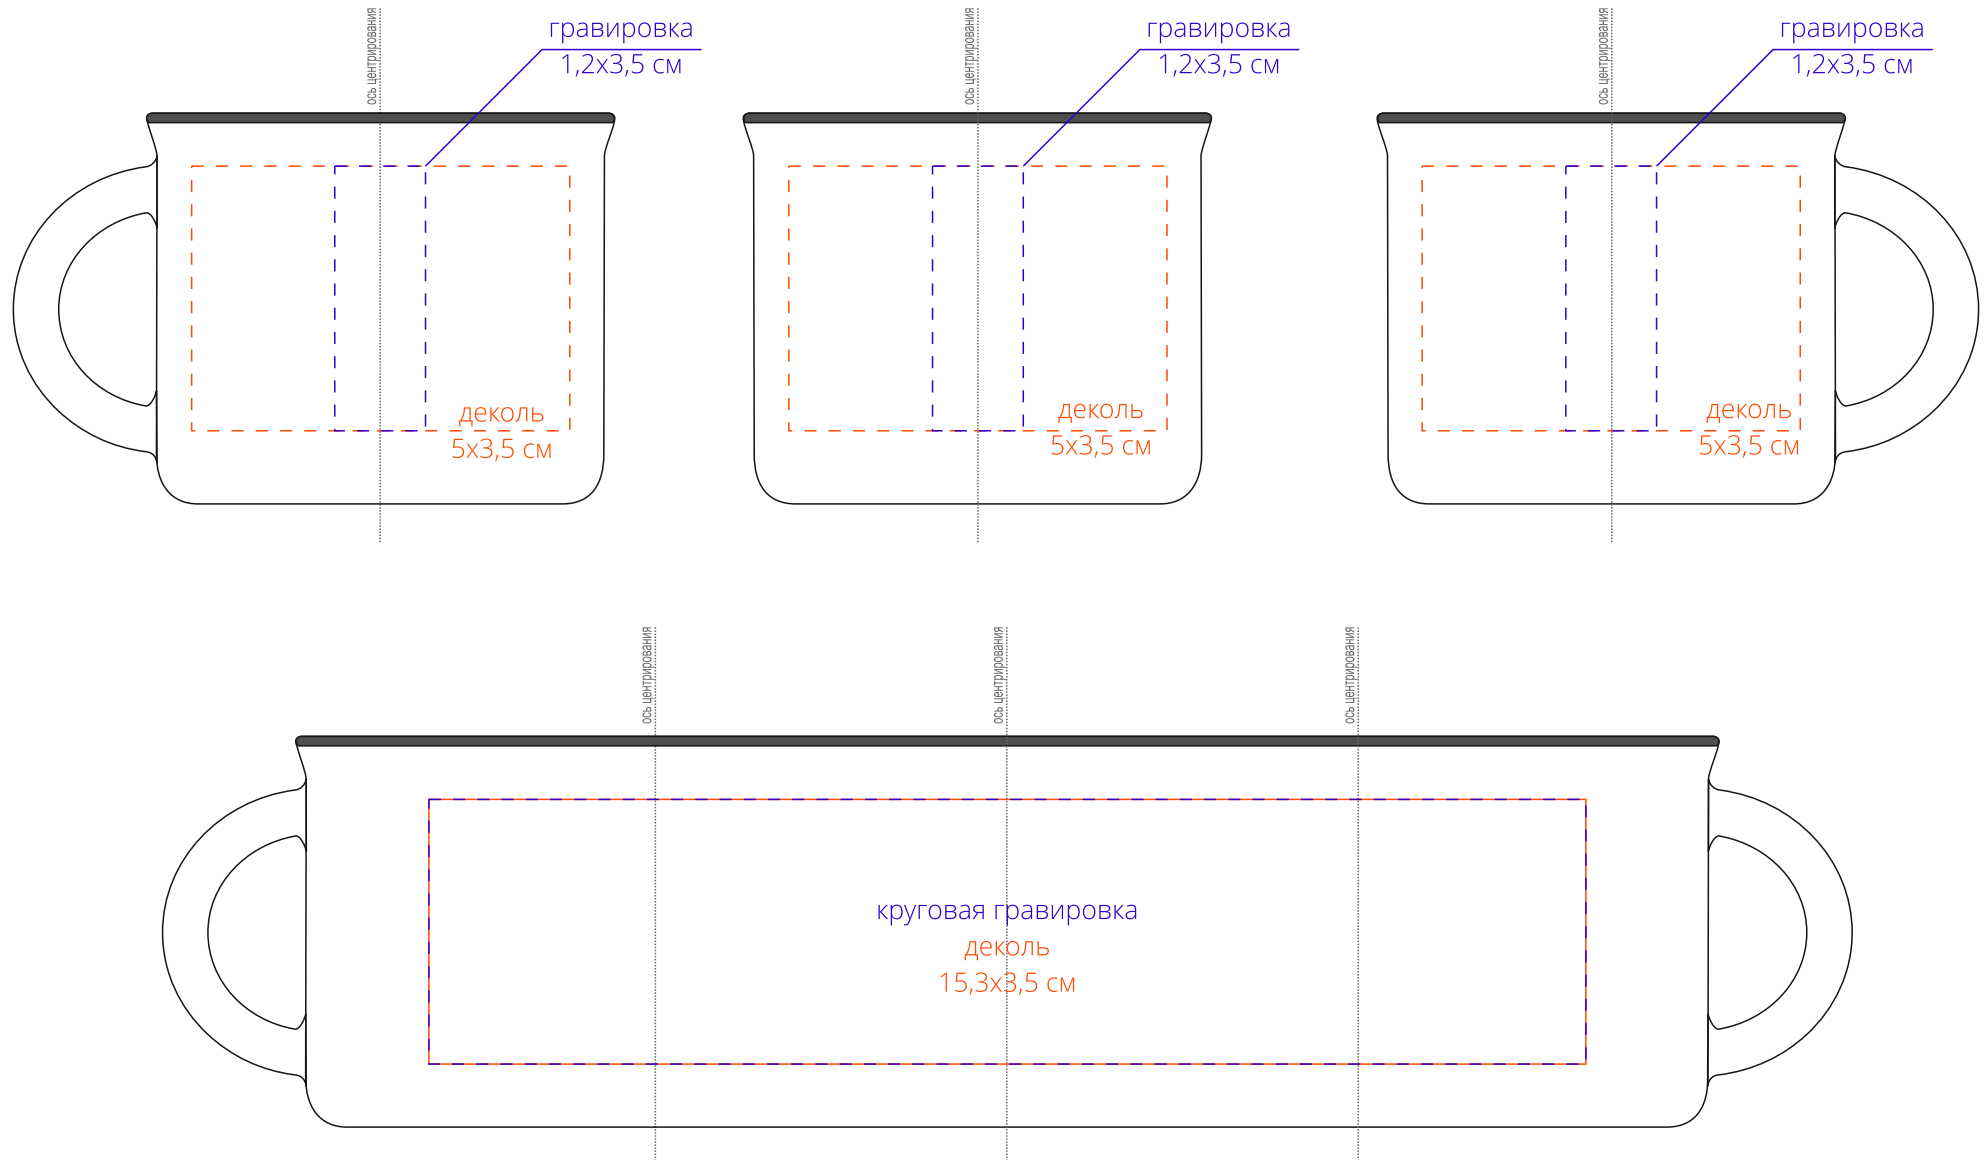 ось центрирования
гравировка
1,2х3,5 см
ось центрирования
гравировка
1,2х3,5 см
ось центрирования
гравировка
1,2х3,5 см
деколь
5х3,5 см
деколь
5х3,5 см
деколь
5х3,5 см
ось центрирования
ось центрирования
ось центрирования
круговая гравировка
деколь
15,3х3,5 см